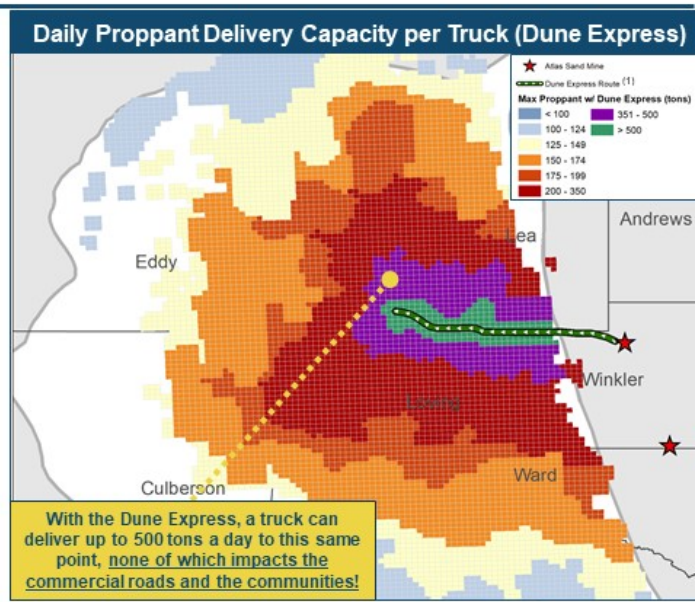 Daily Proppant Delivery Capacity per Truck (Dune Express)
Atlas Sand Mine
Dune Express Route (1)
Max Proppant w/ Dune Express (tons)
< 100
351 - 500
100 - 124
> 500
125 - 149
150 - 174
175 - 199
200 - 350
Andrews
Lea
Eddy
Winkler
Loving
Ward
Culberson
With the Dune Express, a truck can
deliver up to 500 tons a day to this same
point, none of which impacts the
commercial roads and the communities!